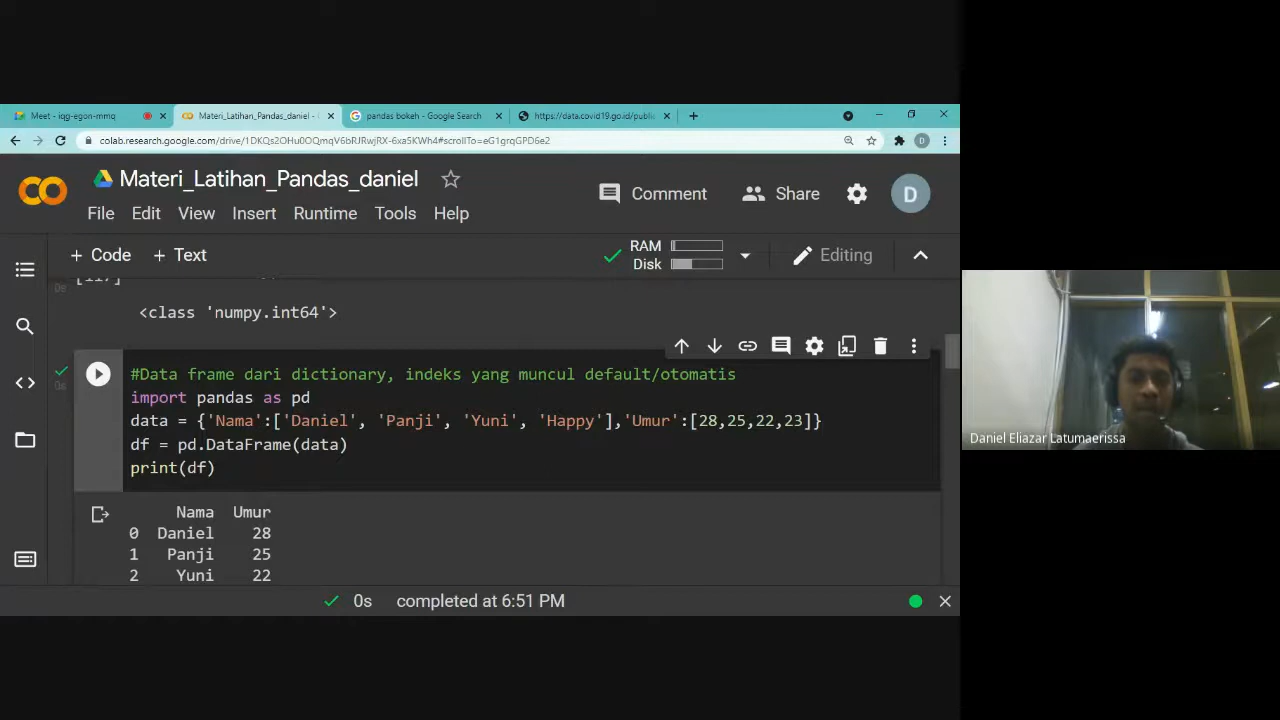 Meet - iqg-egon-mmq
Materi_Latihan_Pandas_daniel -
pandas bokeh - Google Search
https://data.covid19.go.id/public
colab.research.google.com/drive/1DKQs2OHu0OQmqV6bRJRwjRX-6xa5KWh4#scrollTo=eG1grqGPD6e2
D
Materi_Latihan_Pandas_daniel
Comment
Share
D
File Edit View Insert Runtime Tools Help
+ Code + Text
RAM
Disk
Editing
0s
<class 'numpy.int64'>
0s
#Data frame dari dictionary, indeks yang muncul default/otomatis
import pandas as pd
data = {'Nama':['Daniel', 'Panji', 'Yuni', 'Happy'],'Umur':[28,25,22,23]}
df = pd.DataFrame(data)
print(df)
Nama Umur
0 Daniel 28
1 Panji 25
2 Yuni 22
0s completed at 6:51 PM
Daniel Eliazar Latumaerissa